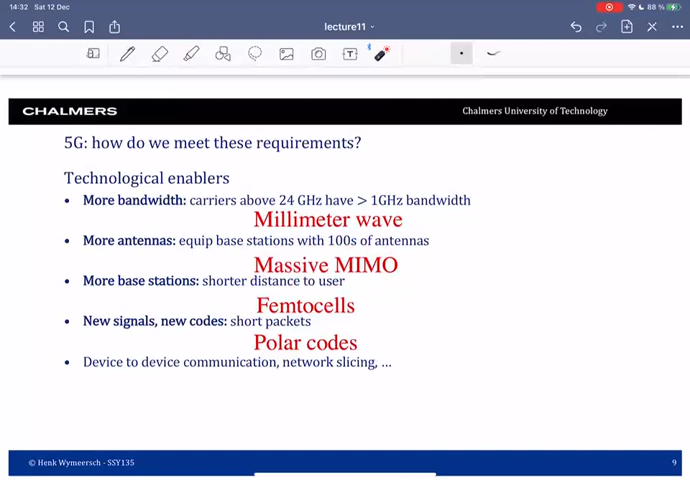 14:32 Sat 12 Dec
88 %
lecture11
T
CHALMERS
Chalmers University of Technology
5G: how do we meet these requirements?
Technological enablers
• More bandwidth: carriers above 24 GHz have > 1GHz bandwidth
Millimeter wave
• More antennas: equip base stations with 100s of antennas
Massive MIMO
• More base stations: shorter distance to user
Femtocells
• New signals, new codes: short packets
Polar codes
• Device to device communication, network slicing, ...
© Henk Wymeersch - SSY135
9